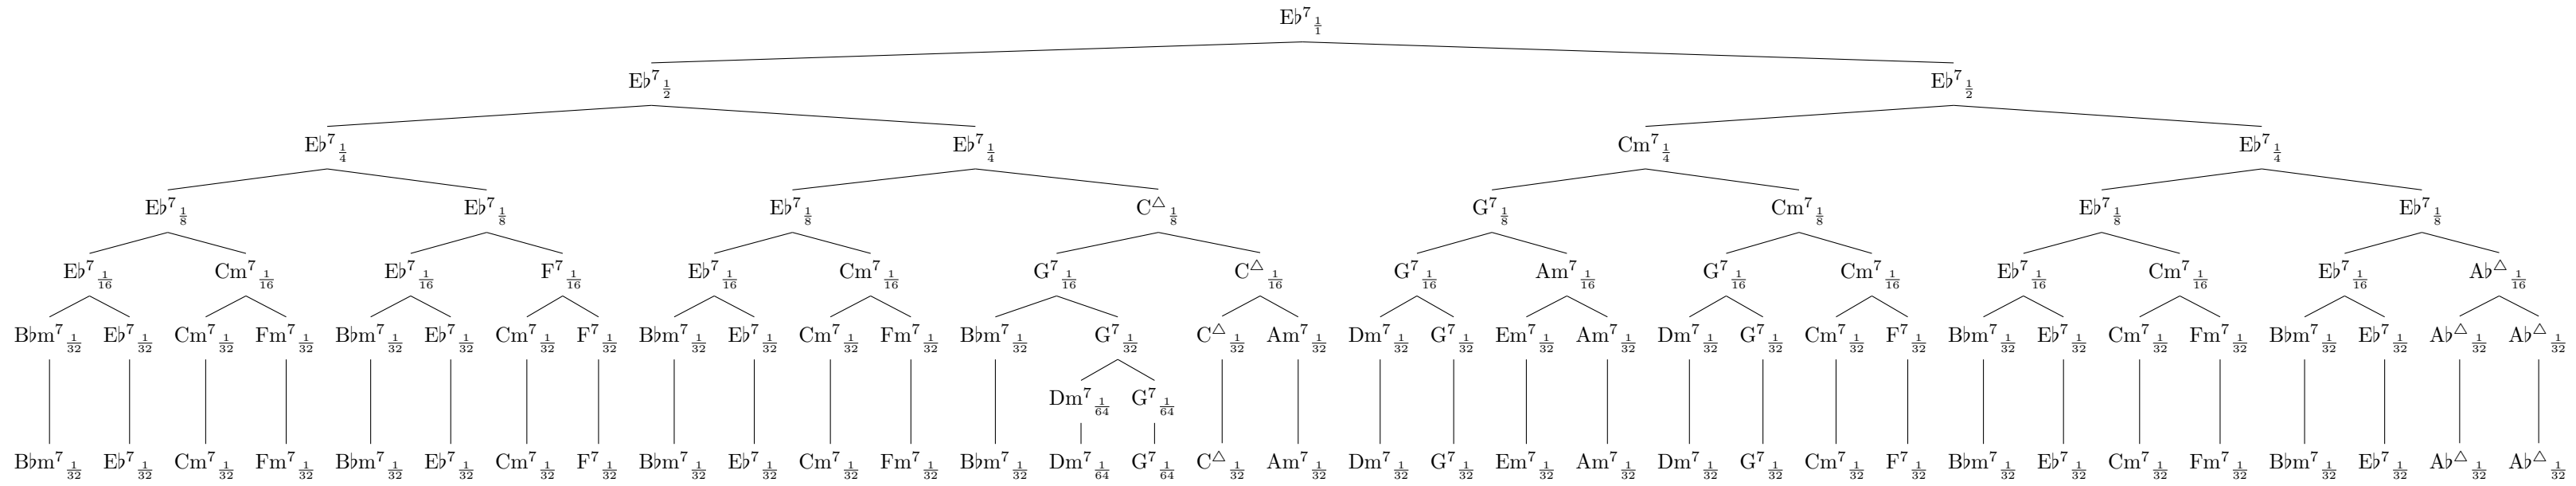 E♭⁷ 1/1
E♭⁷ 1/2 E♭⁷ 1/2
E♭⁷ 1/4 E♭⁷ 1/4 Cm⁷ 1/4 E♭⁷ 1/4
E♭⁷ 1/8 E♭⁷ 1/8 E♭⁷ 1/8 C△ 1/8 G⁷ 1/8 Cm⁷ 1/8 E♭⁷ 1/8 E♭⁷ 1/8
E♭⁷ 1/16 Cm⁷ 1/16 E♭⁷ 1/16 F⁷ 1/16 E♭⁷ 1/16 Cm⁷ 1/16 G⁷ 1/16 C△ 1/16 G⁷ 1/16 Am⁷ 1/16 G⁷ 1/16 Cm⁷ 1/16 E♭⁷ 1/16 Cm⁷ 1/16 E♭⁷ 1/16 A♭△ 1/16
B♭m⁷ 1/32 E♭⁷ 1/32 Cm⁷ 1/32 Fm⁷ 1/32 B♭m⁷ 1/32 E♭⁷ 1/32 Cm⁷ 1/32 F⁷ 1/32 B♭m⁷ 1/32 E♭⁷ 1/32 Cm⁷ 1/32 Fm⁷ 1/32 B♭m⁷ 1/32 G⁷ 1/32 C△ 1/32 Am⁷ 1/32 Dm⁷ 1/32 G⁷ 1/32 Em⁷ 1/32 Am⁷ 1/32 Dm⁷ 1/32 G⁷ 1/32 Cm⁷ 1/32 F⁷ 1/32 B♭m⁷ 1/32 E♭⁷ 1/32 Cm⁷ 1/32 Fm⁷ 1/32 B♭m⁷ 1/32 E♭⁷ 1/32 A♭△ 1/32 A♭△ 1/32
Dm⁷ 1/64 G⁷ 1/64
B♭m⁷ 1/32 E♭⁷ 1/32 Cm⁷ 1/32 Fm⁷ 1/32 B♭m⁷ 1/32 E♭⁷ 1/32 Cm⁷ 1/32 F⁷ 1/32 B♭m⁷ 1/32 E♭⁷ 1/32 Cm⁷ 1/32 Fm⁷ 1/32 B♭m⁷ 1/32 Dm⁷ 1/64 G⁷ 1/64 C△ 1/32 Am⁷ 1/32 Dm⁷ 1/32 G⁷ 1/32 Em⁷ 1/32 Am⁷ 1/32 Dm⁷ 1/32 G⁷ 1/32 Cm⁷ 1/32 F⁷ 1/32 B♭m⁷ 1/32 E♭⁷ 1/32 Cm⁷ 1/32 Fm⁷ 1/32 B♭m⁷ 1/32 E♭⁷ 1/32 A♭△ 1/32 A♭△ 1/32